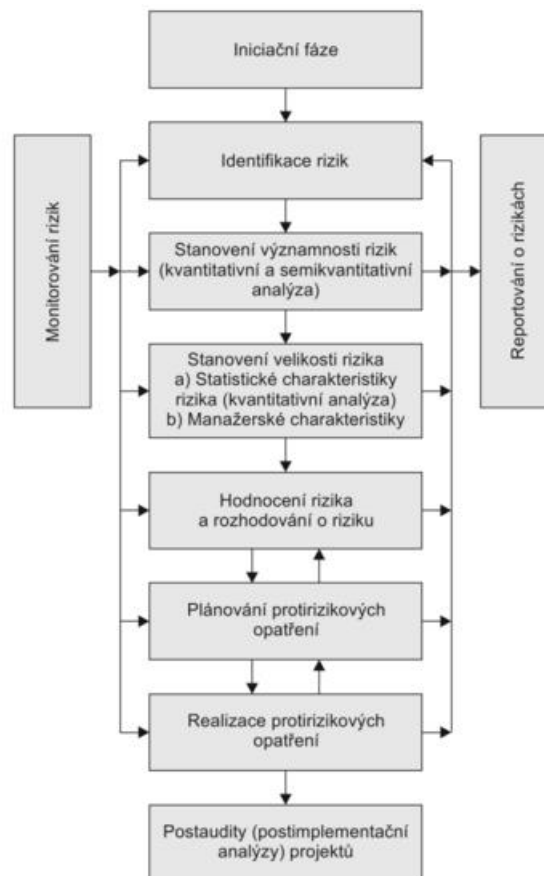 Iniciační fáze
Identifikace rizik
Monitorování rizik
Reportování o rizikách
Stanovení významnosti rizik
(kvantitativní a semikvantitativní
analýza)
Stanovení velikosti rizika
a) Statistické charakteristiky
rizika (kvantitativní analýza)
b) Manažerské charakteristiky
Hodnocení rizika
a rozhodování o riziku
Plánování protirizikových
opatření
Realizace protirizikových
opatření
Postaudity (postimplementační
analýzy) projektů